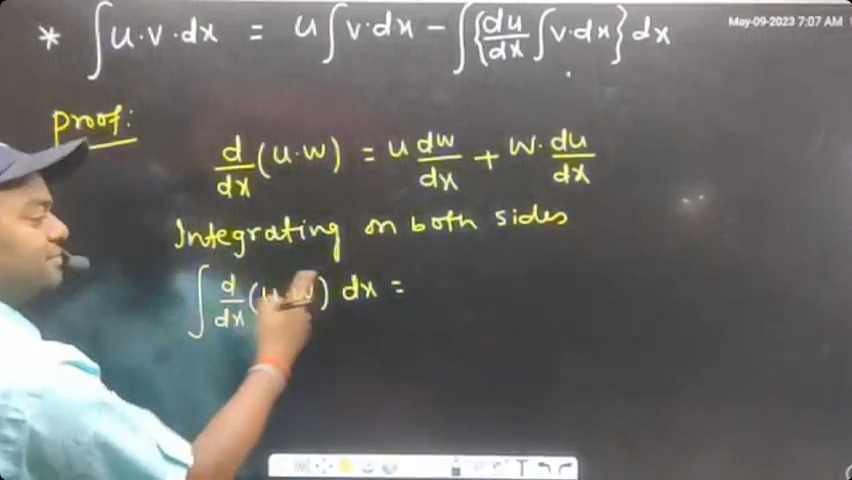 May-09-2023 7:07 AM
* ∫u·v·dx = u∫v·dx - ∫{du/dx ∫v·dx}dx
Proof:
d/dx (u·w) = u dw/dx + w·du/dx
Integrating on both sides
∫ d/dx (u·w) dx =
T